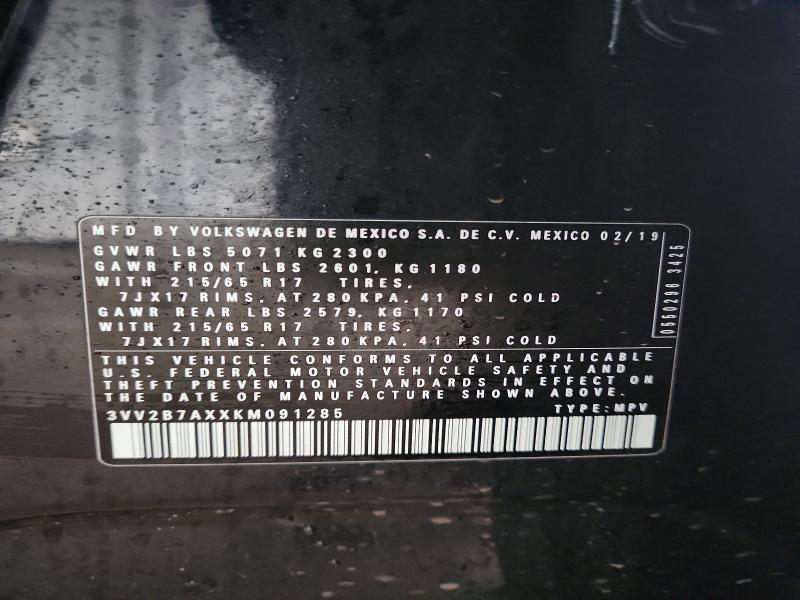 MFD BY VOLKSWAGEN DE MEXICO S.A. DE C.V. MEXICO 02/19
GVWR LBS 5071 KG 2300
GAWR FRONT LBS 2601, KG 1180
WITH 215/65 R17 TIRES,
7JX17 RIMS, AT 280 KPA, 41 PSI COLD
GAWR REAR LBS 2579, KG 1170
WITH 215/65 R17 TIRES,
7JX17 RIMS, AT 280 KPA, 41 PSI COLD
0550296 3425
THIS VEHICLE CONFORMS TO ALL APPLICABLE
U.S. FEDERAL MOTOR VEHICLE SAFETY AND
THEFT PREVENTION STANDARDS IN EFFECT ON
THE DATE OF MANUFACTURE SHOWN ABOVE.
3VV2B7AXXKM091285 TYPE: MPV